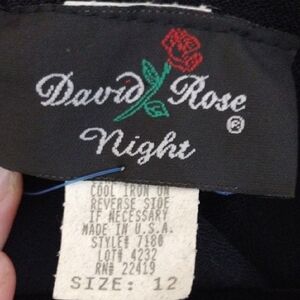 David Rose ®
Night
COOL IRON ON
REVERSE SIDE
IF NECESSARY
MADE IN U.S.A.
STYLE# 7180
LOT# 4232
RN# 22419
SIZE: 12